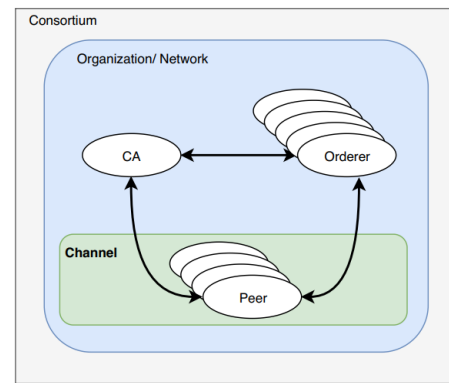 Consortium
Organization/ Network
CA
Orderer
Channel
Peer